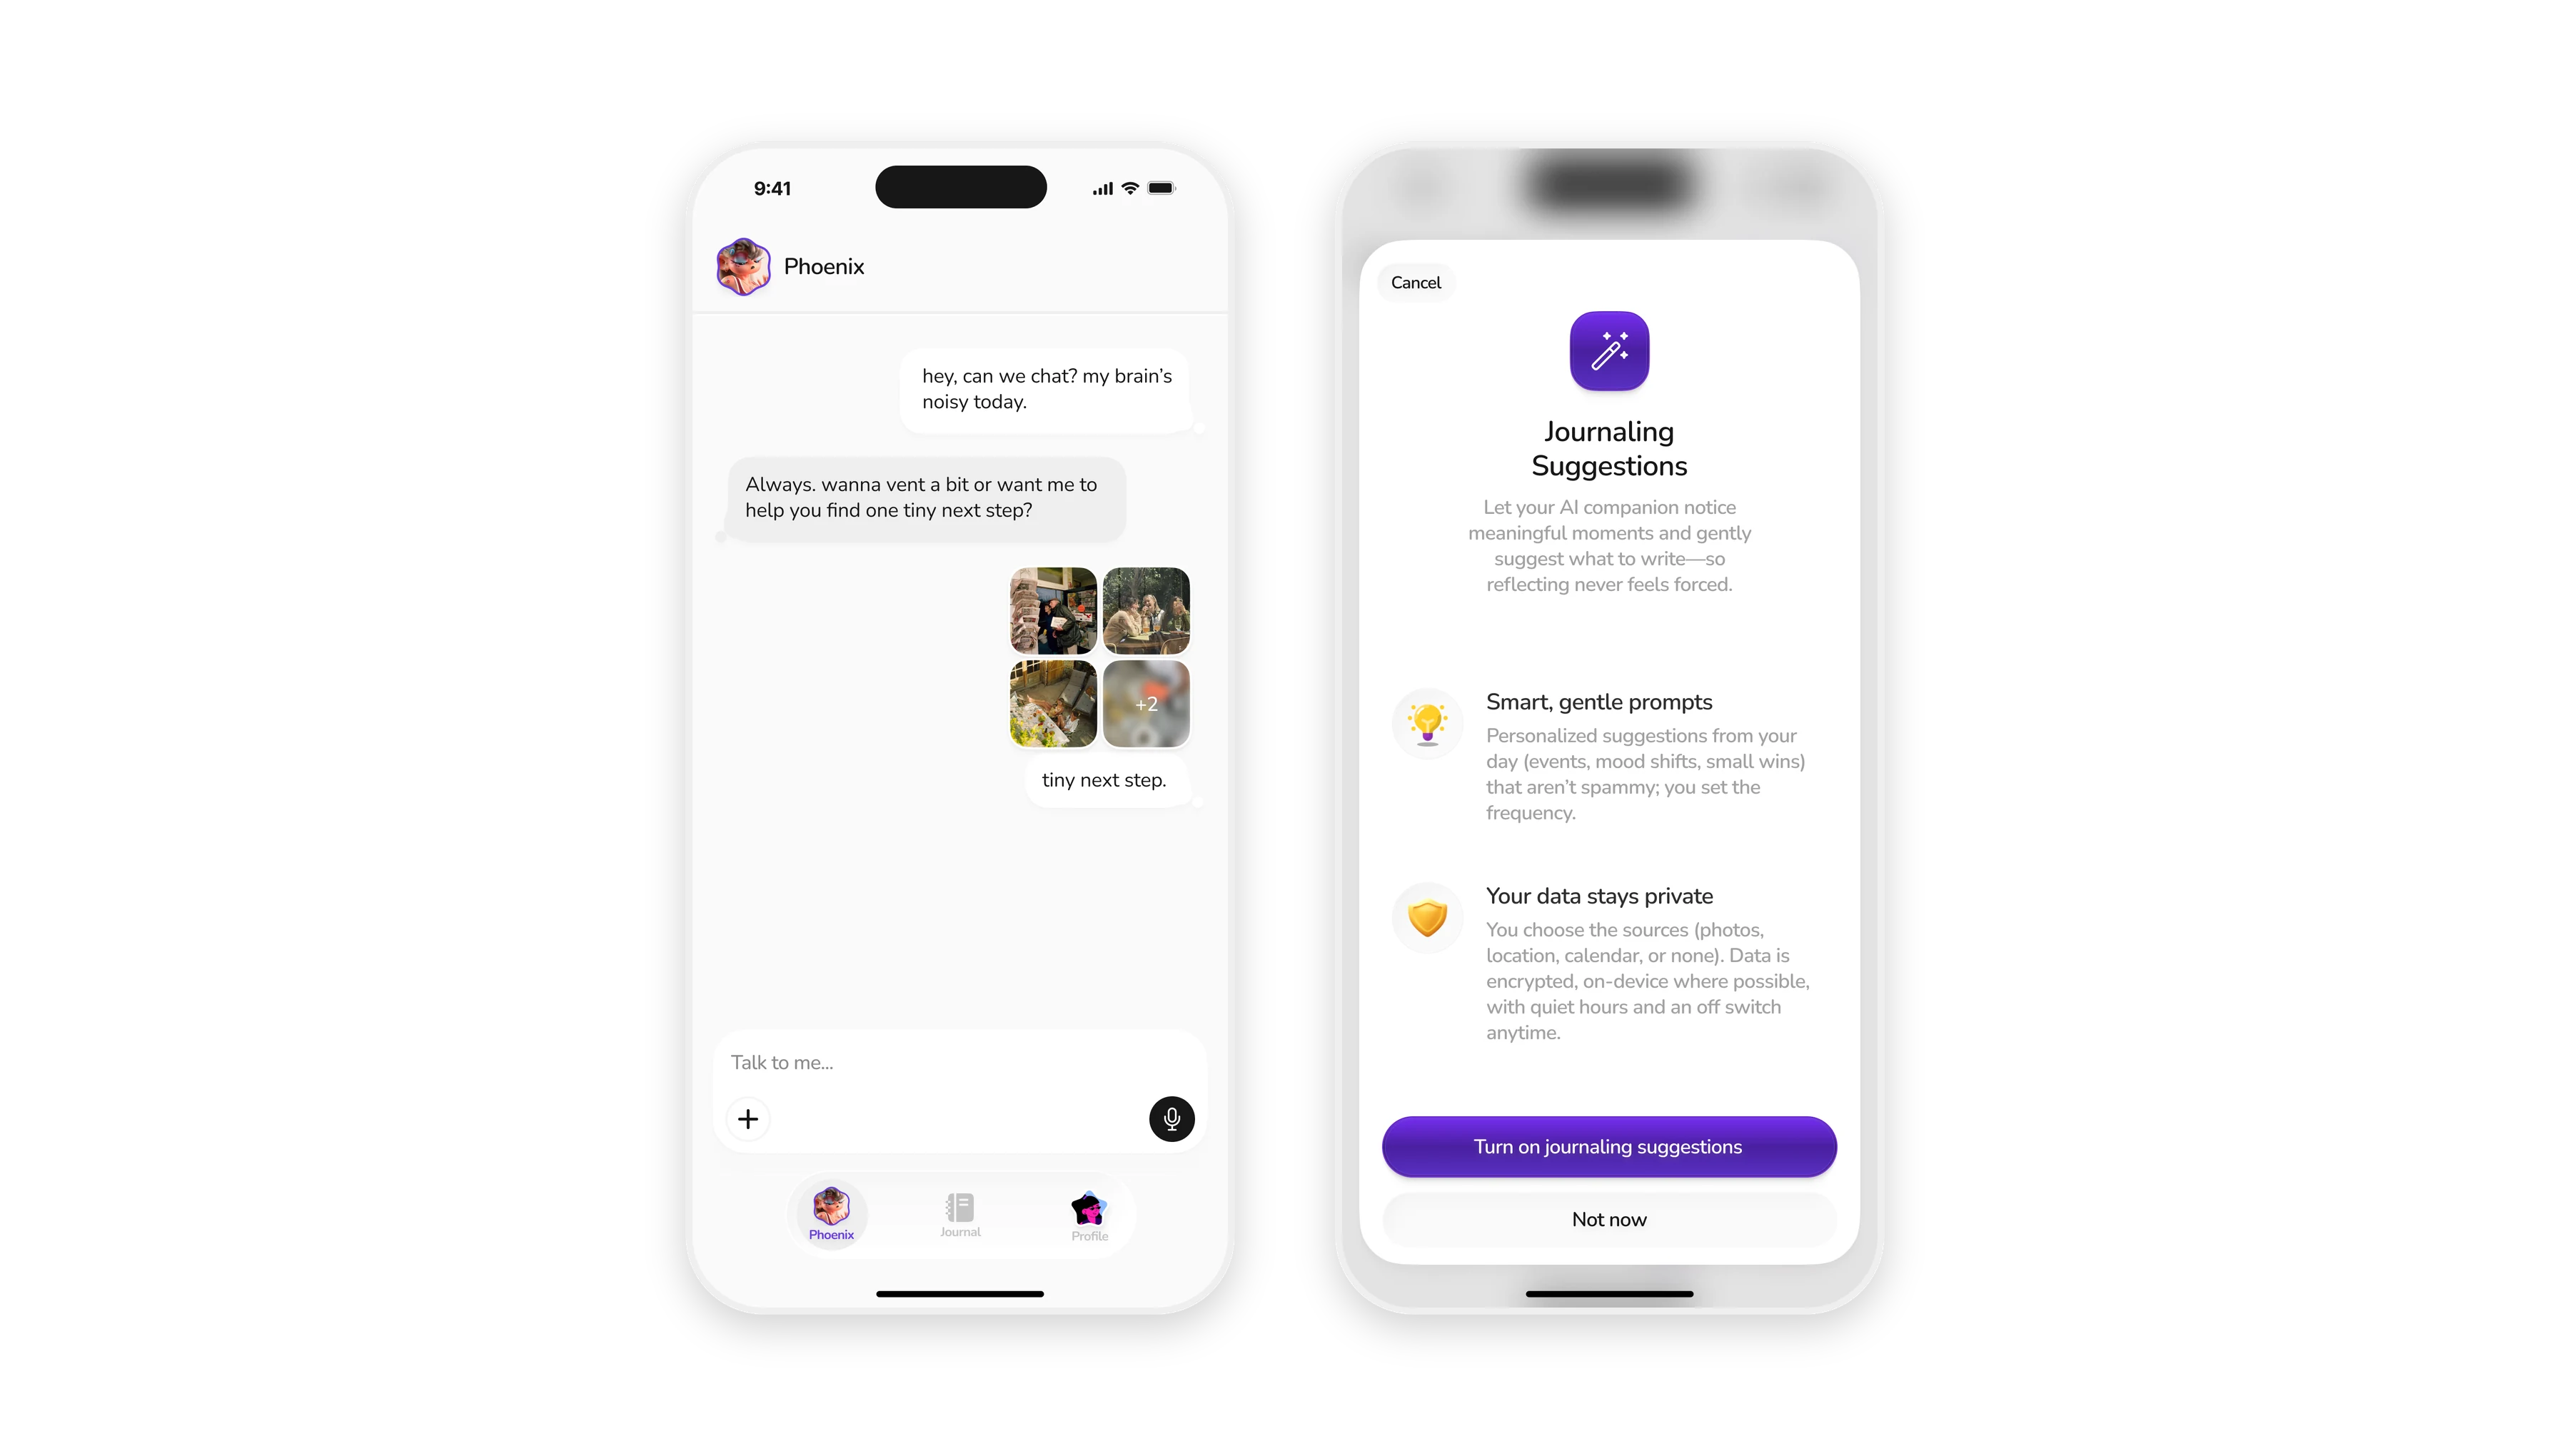 9:41
Phoenix
hey, can we chat? my brain’s
noisy today.
Always. wanna vent a bit or want me to
help you find one tiny next step?
+2
tiny next step.
Talk to me...
Phoenix
Journal
Profile
Cancel
Journaling
Suggestions
Let your AI companion notice
meaningful moments and gently
suggest what to write—so
reflecting never feels forced.
Smart, gentle prompts
Personalized suggestions from your
day (events, mood shifts, small wins)
that aren’t spammy; you set the
frequency.
Your data stays private
You choose the sources (photos,
location, calendar, or none). Data is
encrypted, on-device where possible,
with quiet hours and an off switch
anytime.
Turn on journaling suggestions
Not now